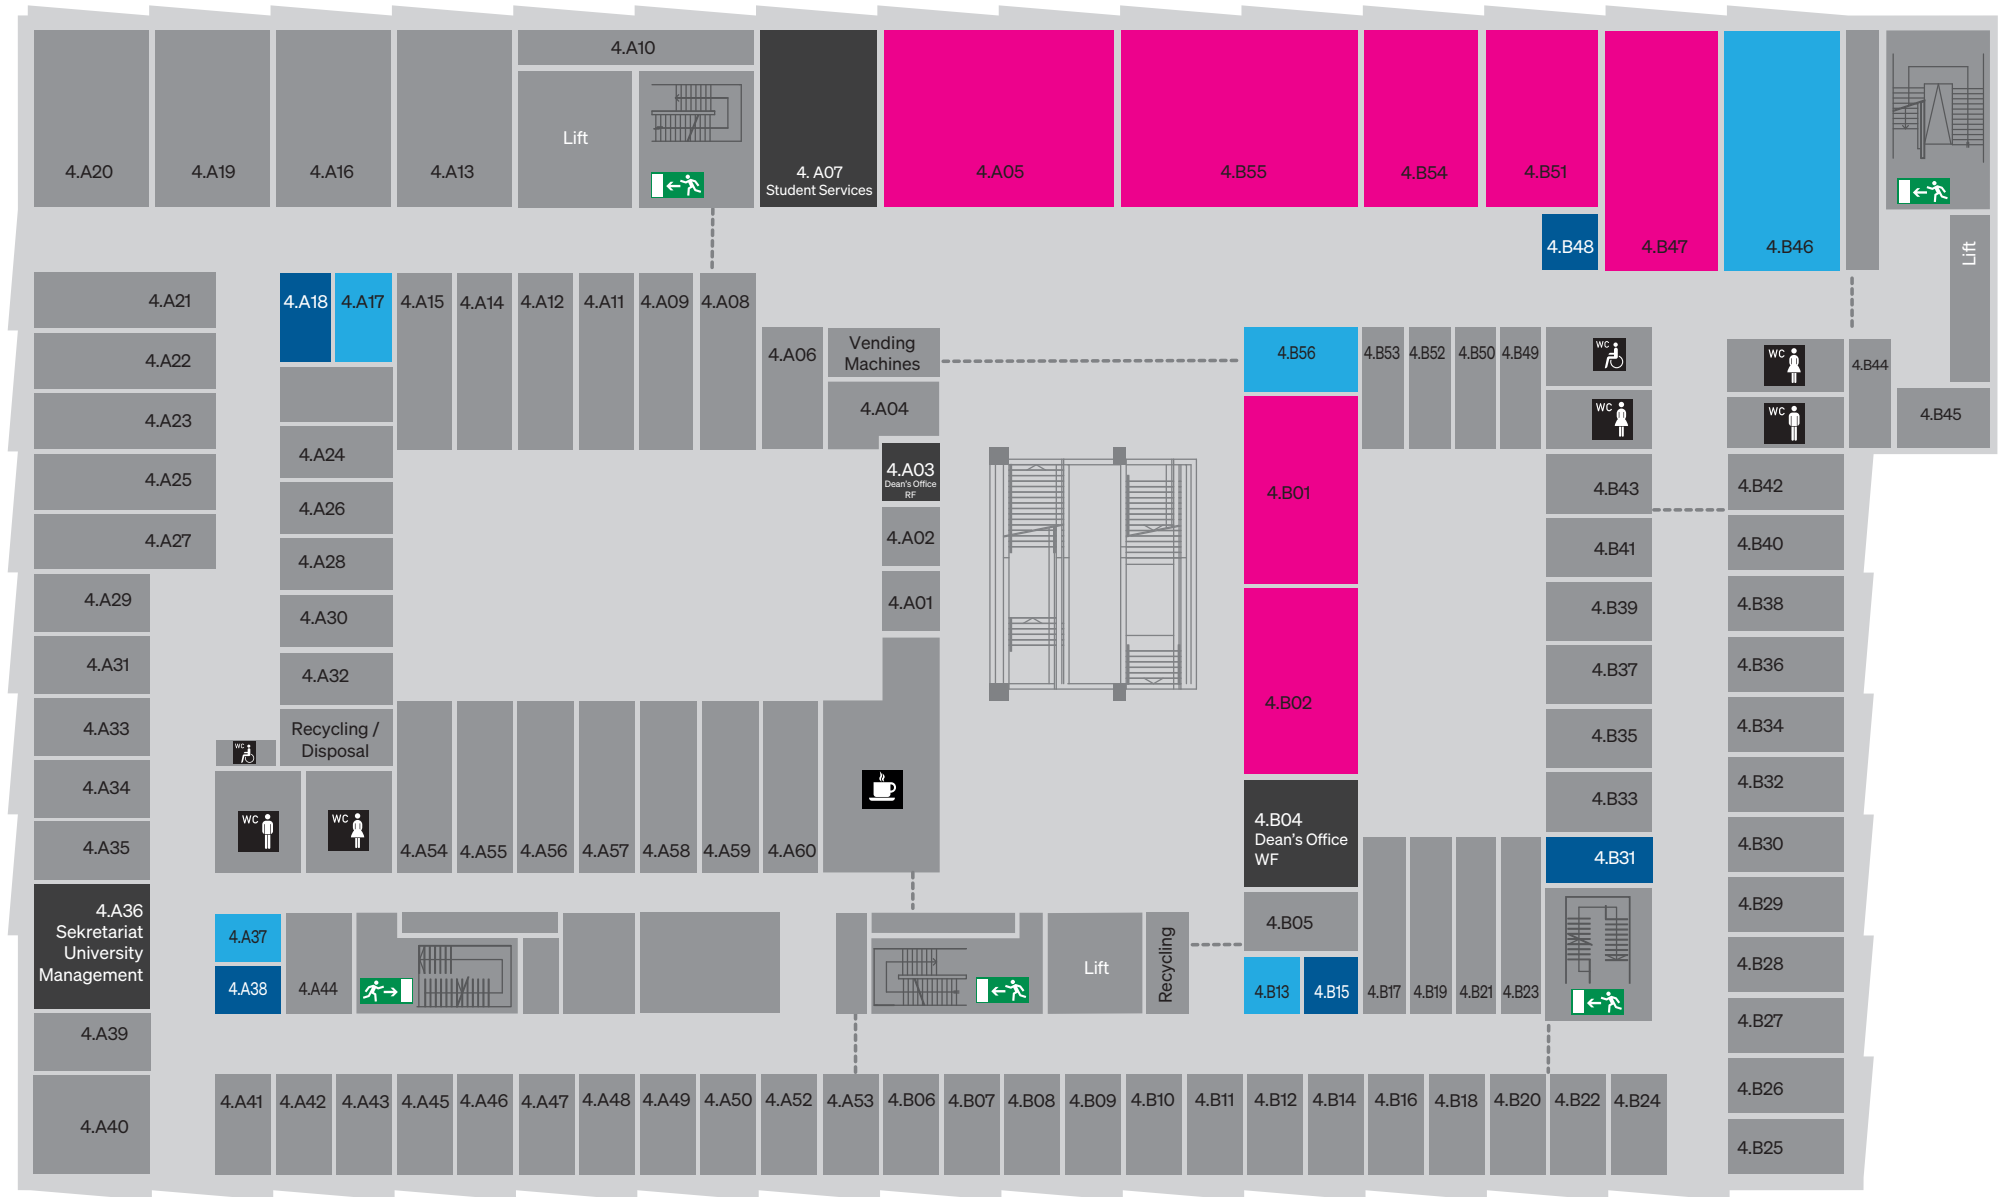 4.A10
4.A20
4.A19
4.A16
4.A13
Lift
4. A07
Student Services
4.A05
4.B55
4.B54
4.B51
4.B47
4.B46
4.B48
Lift
4.A21
4.A18
4.A17
4.A15
4.A14
4.A12
4.A11
4.A09
4.A08
4.A06
Vending
Machines
4.B56
4.B53
4.B52
4.B50
4.B49
WC
WC
4.B44
4.A22
4.A23
4.A04
WC
WC
4.B45
4.A24
4.A25
4.A03
Dean's Office
RF
4.B01
4.B43
4.B42
4.A26
4.A27
4.A02
4.B41
4.B40
4.A28
4.A29
4.A01
4.B39
4.B38
4.A30
4.A31
4.A32
4.B37
4.B36
4.B02
4.A33
Recycling /
Disposal
4.B35
4.B34
WC
4.A34
4.B33
4.B32
WC
WC
4.A35
4.A54
4.A55
4.A56
4.A57
4.A58
4.A59
4.A60
4.B04
Dean's Office
WF
4.B31
4.B30
4.A36
Sekretariat
University
Management
4.A37
4.A38
4.A44
Lift
Recycling
4.B05
4.B13
4.B15
4.B17
4.B19
4.B21
4.B23
4.B29
4.B28
4.B27
4.A39
4.A40
4.A41
4.A42
4.A43
4.A45
4.A46
4.A47
4.A48
4.A49
4.A50
4.A52
4.A53
4.B06
4.B07
4.B08
4.B09
4.B10
4.B11
4.B12
4.B14
4.B16
4.B18
4.B20
4.B22
4.B24
4.B26
4.B25